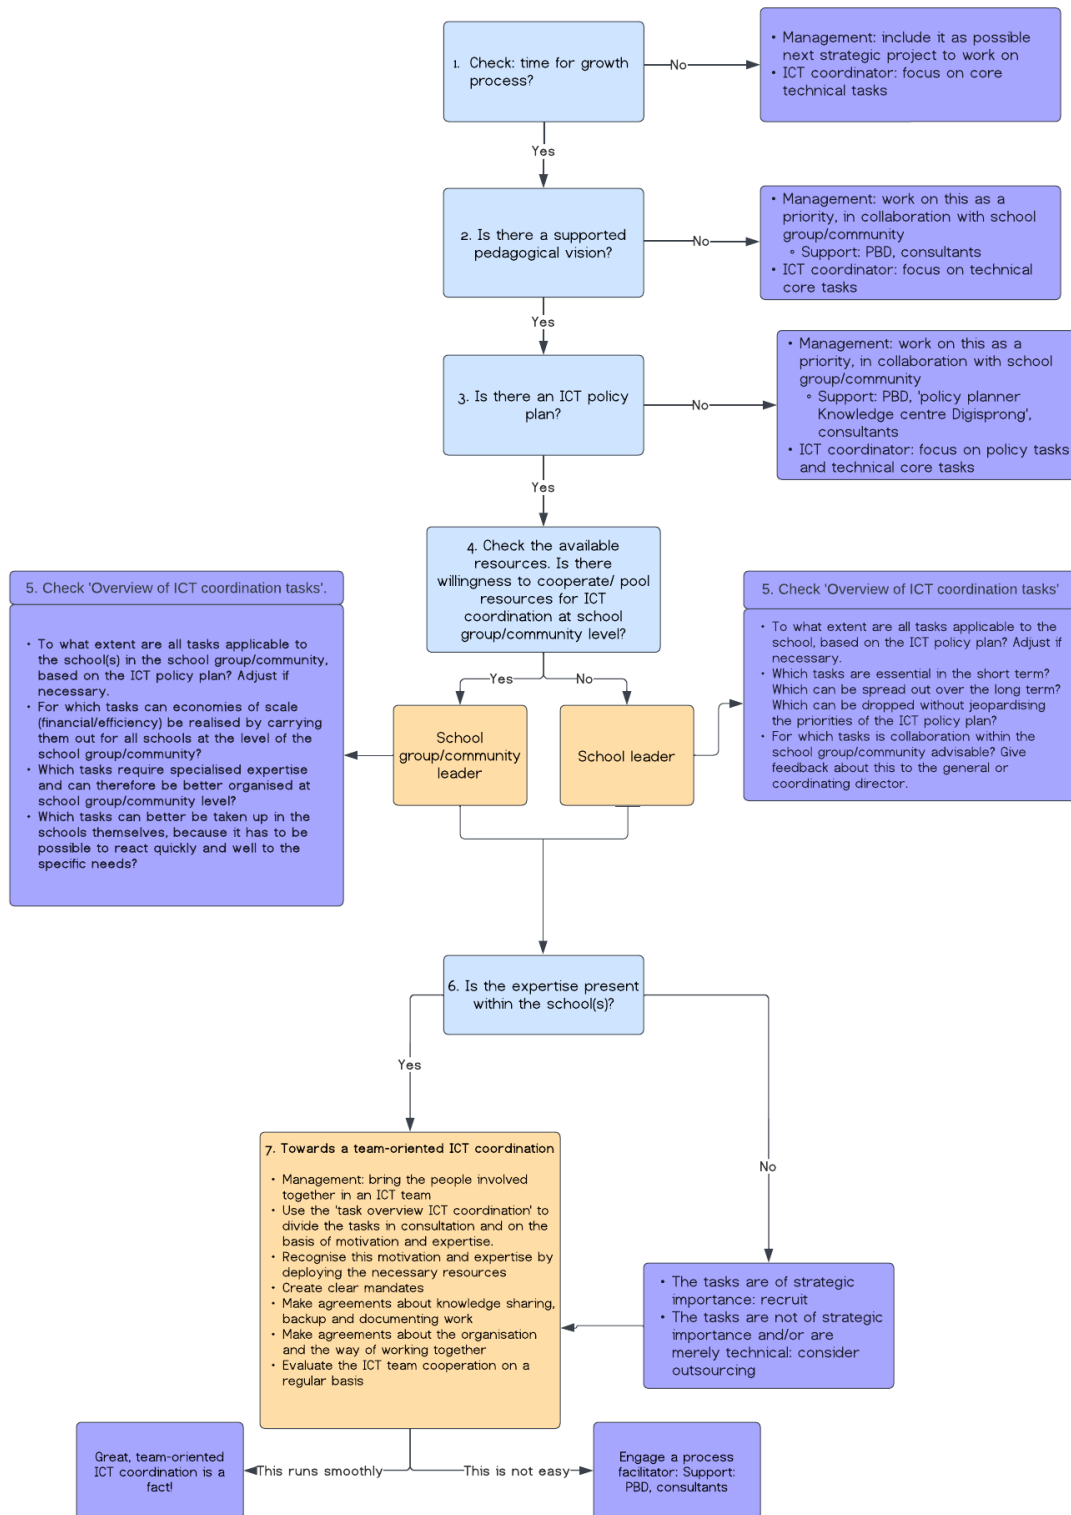 1. Check: time for growth
process?
No
• Management: include it as possible
next strategic project to work on
• ICT coordinator: focus on core
technical tasks
Yes
2. Is there a supported
pedagogical vision?
No
• Management: work on this as a
priority, in collaboration with school
group/community
∘ Support: PBD, consultants
• ICT coordinator: focus on technical
core tasks
Yes
3. Is there an ICT policy
plan?
No
• Management: work on this as a
priority, in collaboration with school
group/community
∘ Support: PBD, 'policy planner
Knowledge centre Digisprong',
consultants
• ICT coordinator: focus on policy tasks
and technical core tasks
Yes
4. Check the available
resources. Is there
willingness to cooperate/ pool
resources for ICT
coordination at school
group/community level?
Yes
No
School
group/community
leader
School leader
5. Check 'Overview of ICT coordination tasks'.
• To what extent are all tasks applicable to
the school(s) in the school group/community,
based on the ICT policy plan? Adjust if
necessary.
• For which tasks can economies of scale
(financial/efficiency) be realised by carrying
them out for all schools at the level of the
school group/community?
• Which tasks require specialised expertise
and can therefore be better organised at
school group/community level?
• Which tasks can better be taken up in the
schools themselves, because it has to be
possible to react quickly and well to the
specific needs?
5. Check 'Overview of ICT coordination tasks'
• To what extent are all tasks applicable to the
school, based on the ICT policy plan? Adjust if
necessary.
• Which tasks are essential in the short term?
Which can be spread out over the long term?
Which can be dropped without jeopardising
the priorities of the ICT policy plan?
• For which tasks is collaboration within the
school group/community advisable? Give
feedback about this to the general or
coordinating director.
6. Is the expertise present
within the school(s)?
Yes
No
7. Towards a team-oriented ICT coordination
• Management: bring the people involved
together in an ICT team
• Use the 'task overview ICT coordination' to
divide the tasks in consultation and on the
basis of motivation and expertise.
• Recognise this motivation and expertise by
deploying the necessary resources
• Create clear mandates
• Make agreements about knowledge sharing,
backup and documenting work
• Make agreements about the organisation
and the way of working together
• Evaluate the ICT team cooperation on a
regular basis
• The tasks are of strategic
importance: recruit
• The tasks are not of strategic
importance and/or are
merely technical: consider
outsourcing
Great, team-oriented
ICT coordination is a
fact!
This runs smoothly
This is not easy
Engage a process
facilitator: Support:
PBD, consultants